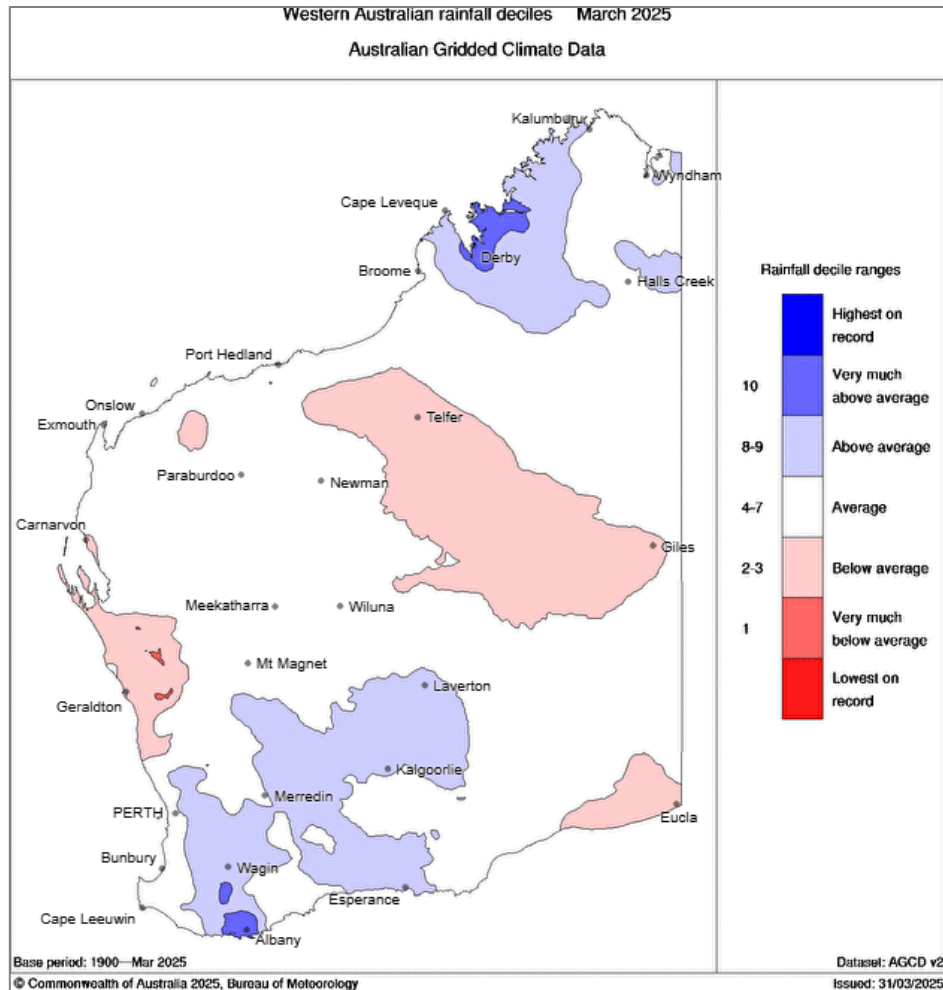 Western Australian rainfall deciles March 2025
Australian Gridded Climate Data
Kalumburu
Wyndham
Cape Leveque
Derby
Broome
Halls Creek
Port Hedland
Onslow
Exmouth
Telfer
Paraburdoo
Newman
Carnarvon
Giles
Meekatharra
Wiluna
Mt Magnet
Laverton
Geraldton
Kalgoorlie
Merredin
PERTH
Eucla
Bunbury
Wagin
Esperance
Cape Leeuwin
Albany
Rainfall decile ranges
Highest on
record
10
Very much
above average
8-9
Above average
4-7
Average
2-3
Below average
1
Very much
below average
Lowest on
record
Base period: 1900—Mar 2025
Dataset: AGCD v2
© Commonwealth of Australia 2025, Bureau of Meteorology
Issued: 31/03/2025